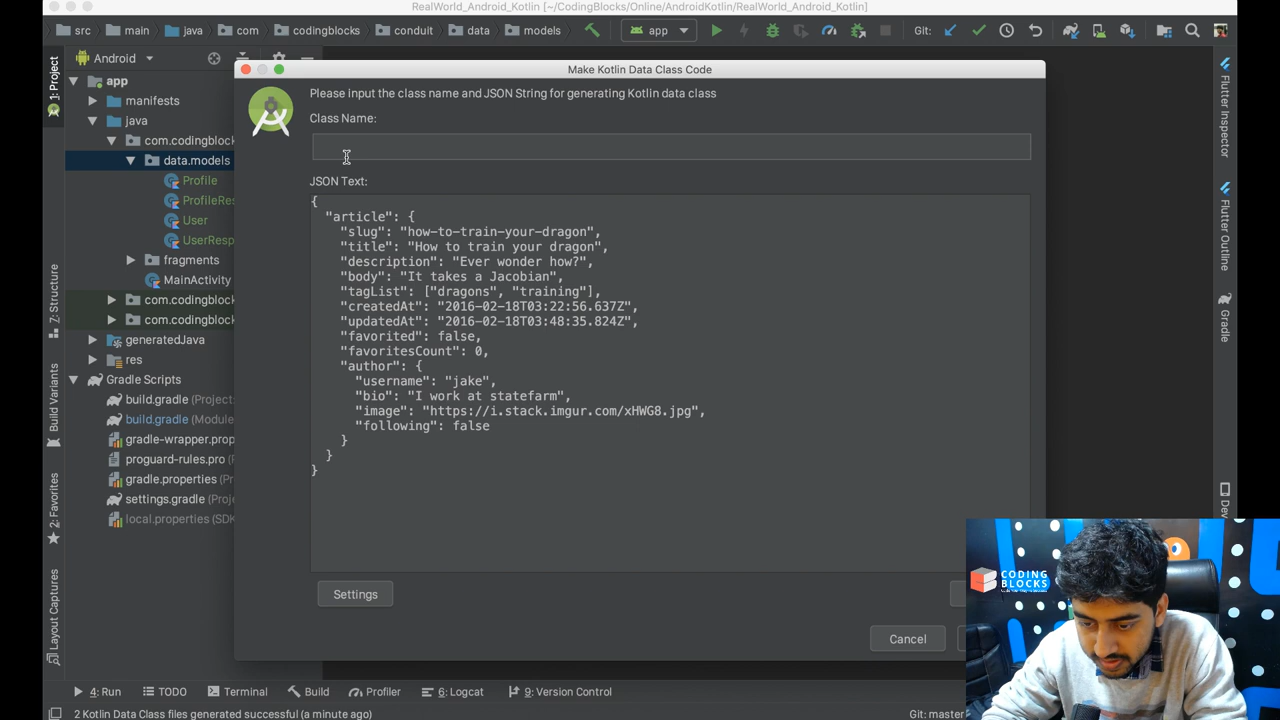 RealWorld_Android_Kotlin [~/CodingBlocks/Online/AndroidKotlin/RealWorld_Android_Kotlin]
src
main
java
com
codingblocks
conduit
data
models
app
Git:
1: Project
Android
Make Kotlin Data Class Code
Please input the class name and JSON String for generating Kotlin data class
Class Name:
JSON Text:
{
"article": {
"slug": "how-to-train-your-dragon",
"title": "How to train your dragon",
"description": "Ever wonder how?",
"body": "It takes a Jacobian",
"tagList": ["dragons", "training"],
"createdAt": "2016-02-18T03:22:56.637Z",
"updatedAt": "2016-02-18T03:48:35.824Z",
"favorited": false,
"favoritesCount": 0,
"author": {
"username": "jake",
"bio": "I work at statefarm",
"image": "https://i.stack.imgur.com/xHWG8.jpg",
"following": false
}
}
}
Settings
Cancel
app
manifests
java
com.codingblock
data.models
Profile
ProfileRes
User
UserResp
fragments
MainActivity
com.codingblock
com.codingblock
generatedJava
res
Gradle Scripts
build.gradle (Project
build.gradle (Module
gradle-wrapper.prop
proguard-rules.pro (
gradle.properties (
settings.gradle (Proj
local.properties (SDK
7: Structure
Build Variants
2: Favorites
Layout Captures
Flutter Inspector
Flutter Outline
Gradle
Dev
CODING
BLOCKS
4: Run
TODO
Terminal
Build
Profiler
6: Logcat
9: Version Control
2 Kotlin Data Class files generated successful (a minute ago)
Git: master